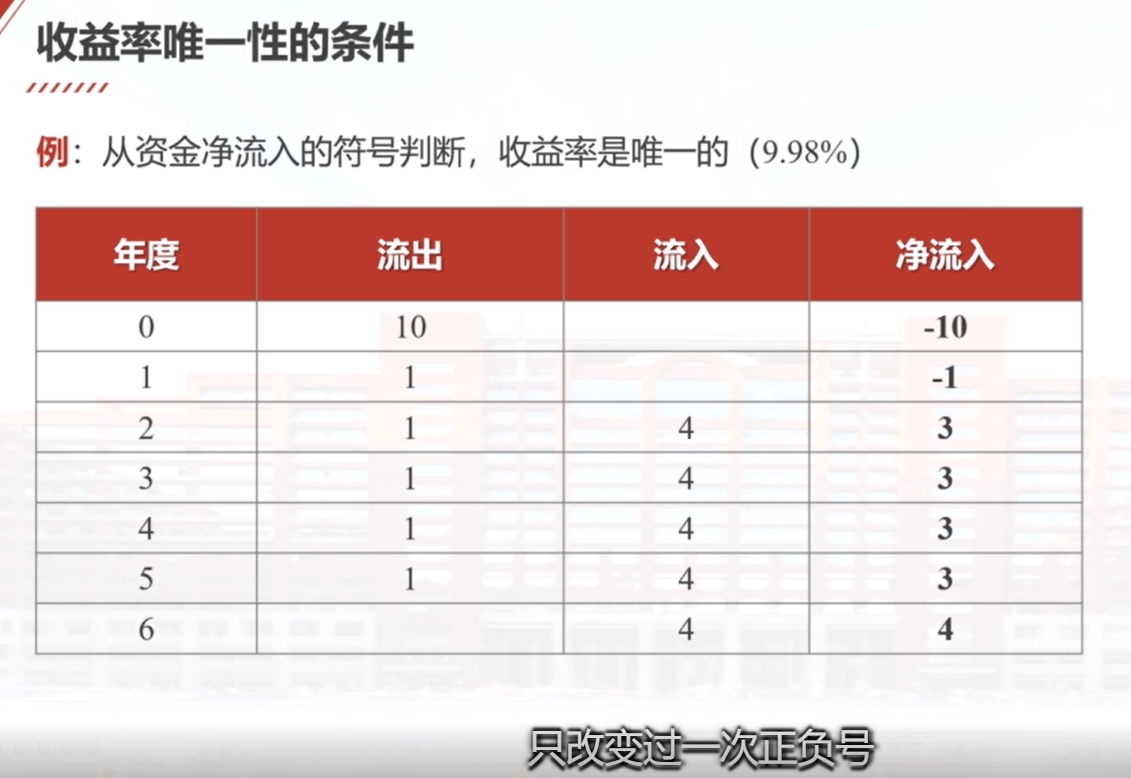 收益率唯一性的条件
例：从资金净流入的符号判断，收益率是唯一的（9.98%）
年度 流出 流入 净流入
0 10 -10
1 1 -1
2 1 4 3
3 1 4 3
4 1 4 3
5 1 4 3
6 4 4
只改变过一次正负号